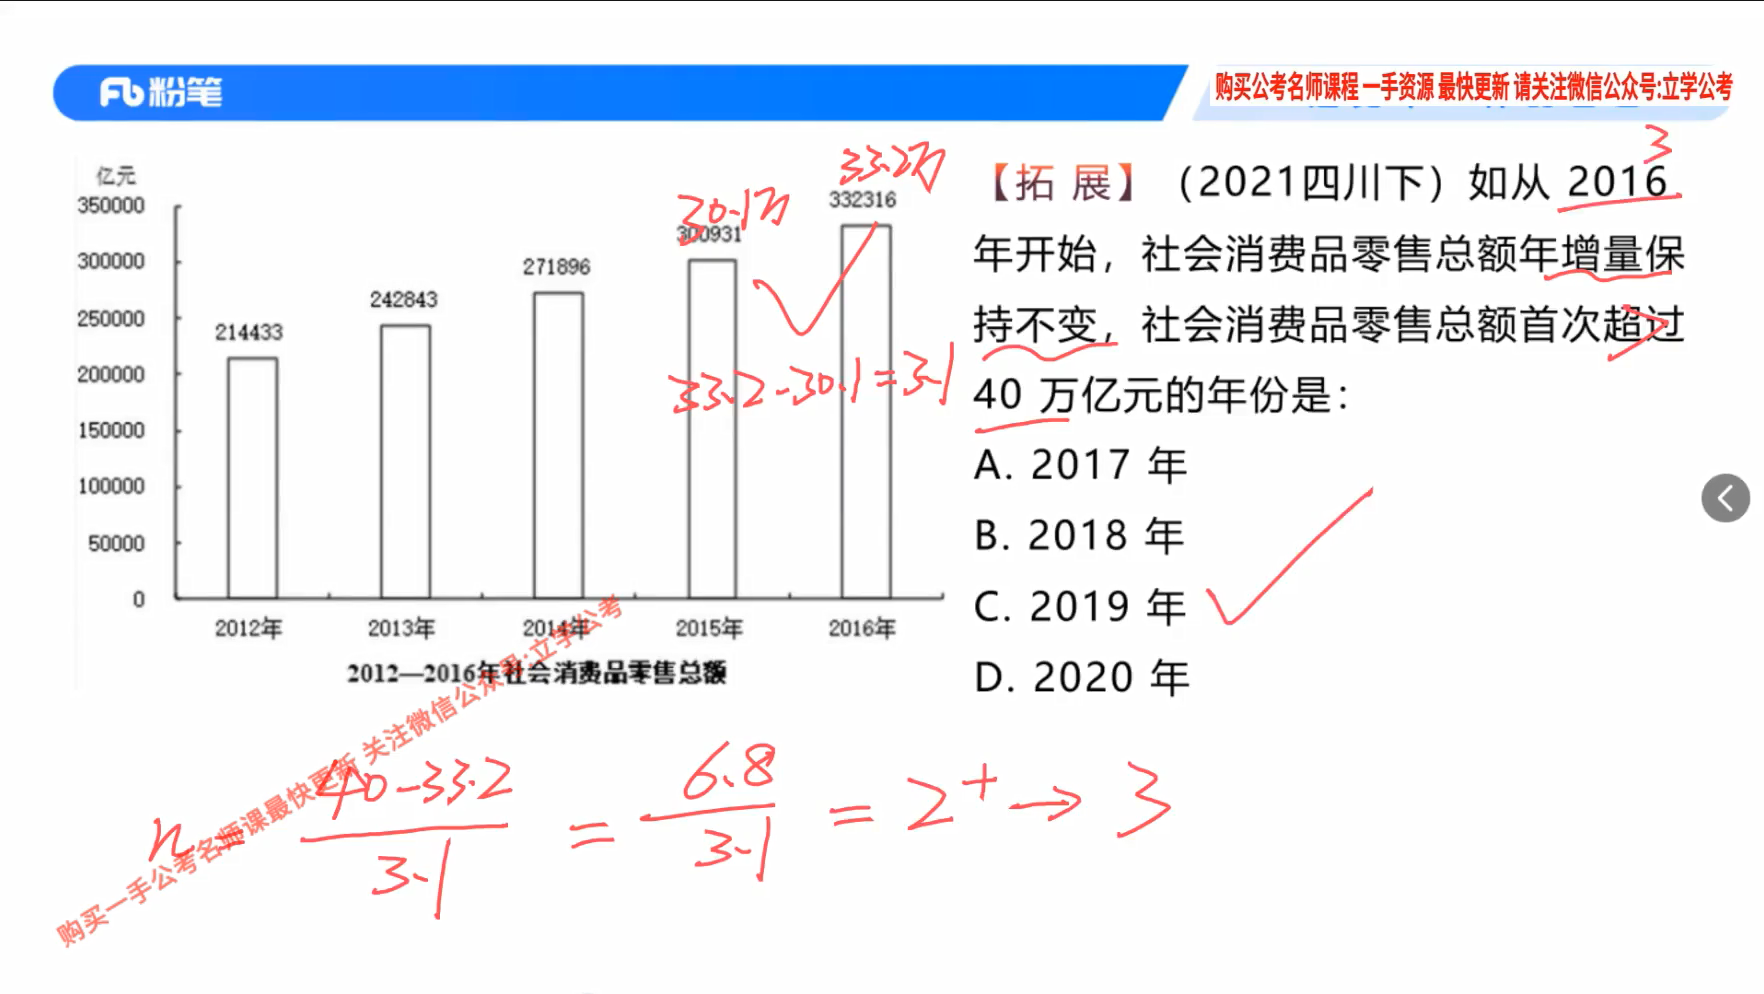 粉笔
购买公考名师课程 一手资源 最快更新 请关注微信公众号:立学公考
亿元
350000
300000
250000
200000
150000
100000
50000
0
214433
242843
271896
300931
332316
30.1万
33.2万
33.2-30.1=3.1
2012年
2013年
2014年
2015年
2016年
2012—2016年社会消费品零售总额
【拓 展】（2021四川下）如从 2016
3
年开始，社会消费品零售总额年增量保
持不变，社会消费品零售总额首次超过
40 万亿元的年份是：
A. 2017 年
B. 2018 年
C. 2019 年
D. 2020 年
n = 40-33.2 / 3.1 = 6.8 / 3.1 = 2+ → 3
购买一手公考名师课最快更新 关注微信公众号:立学公考